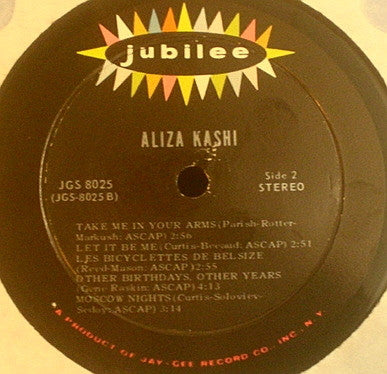 jubilee
ALIZA KASHI
JGS 8025
(JGS-8025 B)
Side 2
STEREO
TAKE ME IN YOUR ARMS (Parish-Rotter-
Markush: ASCAP) 2:56
LET IT BE ME (Curtis-Becaud: ASCAP) 2:51
LES BICYCLETTES DE BELSIZE
(Reed-Mason: ASCAP) 2:55
OTHER BIRTHDAYS, OTHER YEARS
(Gene Raskin; ASCAP) 4:13
MOSCOW NIGHTS (Curtis-Soloviev-
Sedoy: ASCAP) 3:14
A PRODUCT OF JAY-GEE RECORD CO., INC., N. Y.